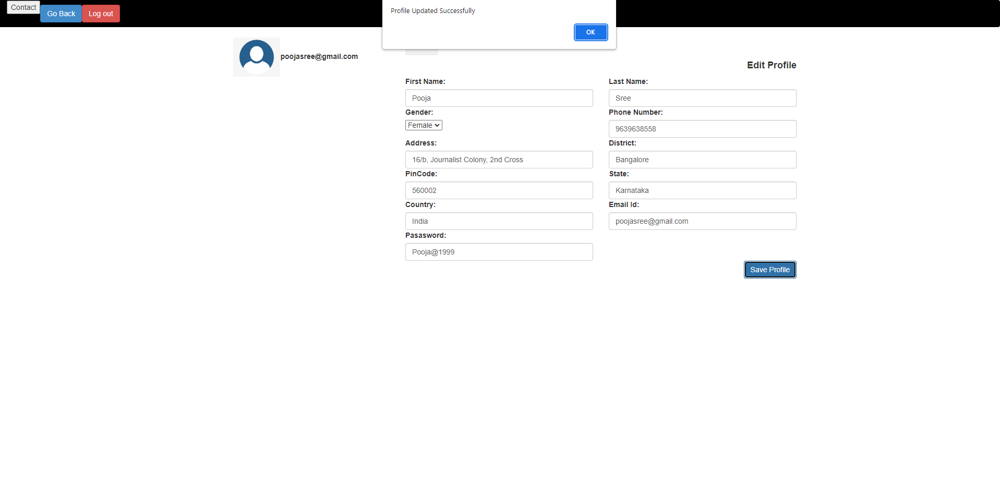 Contact
Go Back
Log out
Profile Updated Successfully
OK
poojasree@gmail.com
Edit Profile
First Name:
Last Name:
Pooja
Sree
Gender:
Phone Number:
Female
9639638558
Address:
District:
16/b, Journalist Colony, 2nd Cross
Bangalore
PinCode:
State:
560002
Karnataka
Country:
Email Id:
India
poojasree@gmail.com
Pasasword:
Pooja@1999
Save Profile